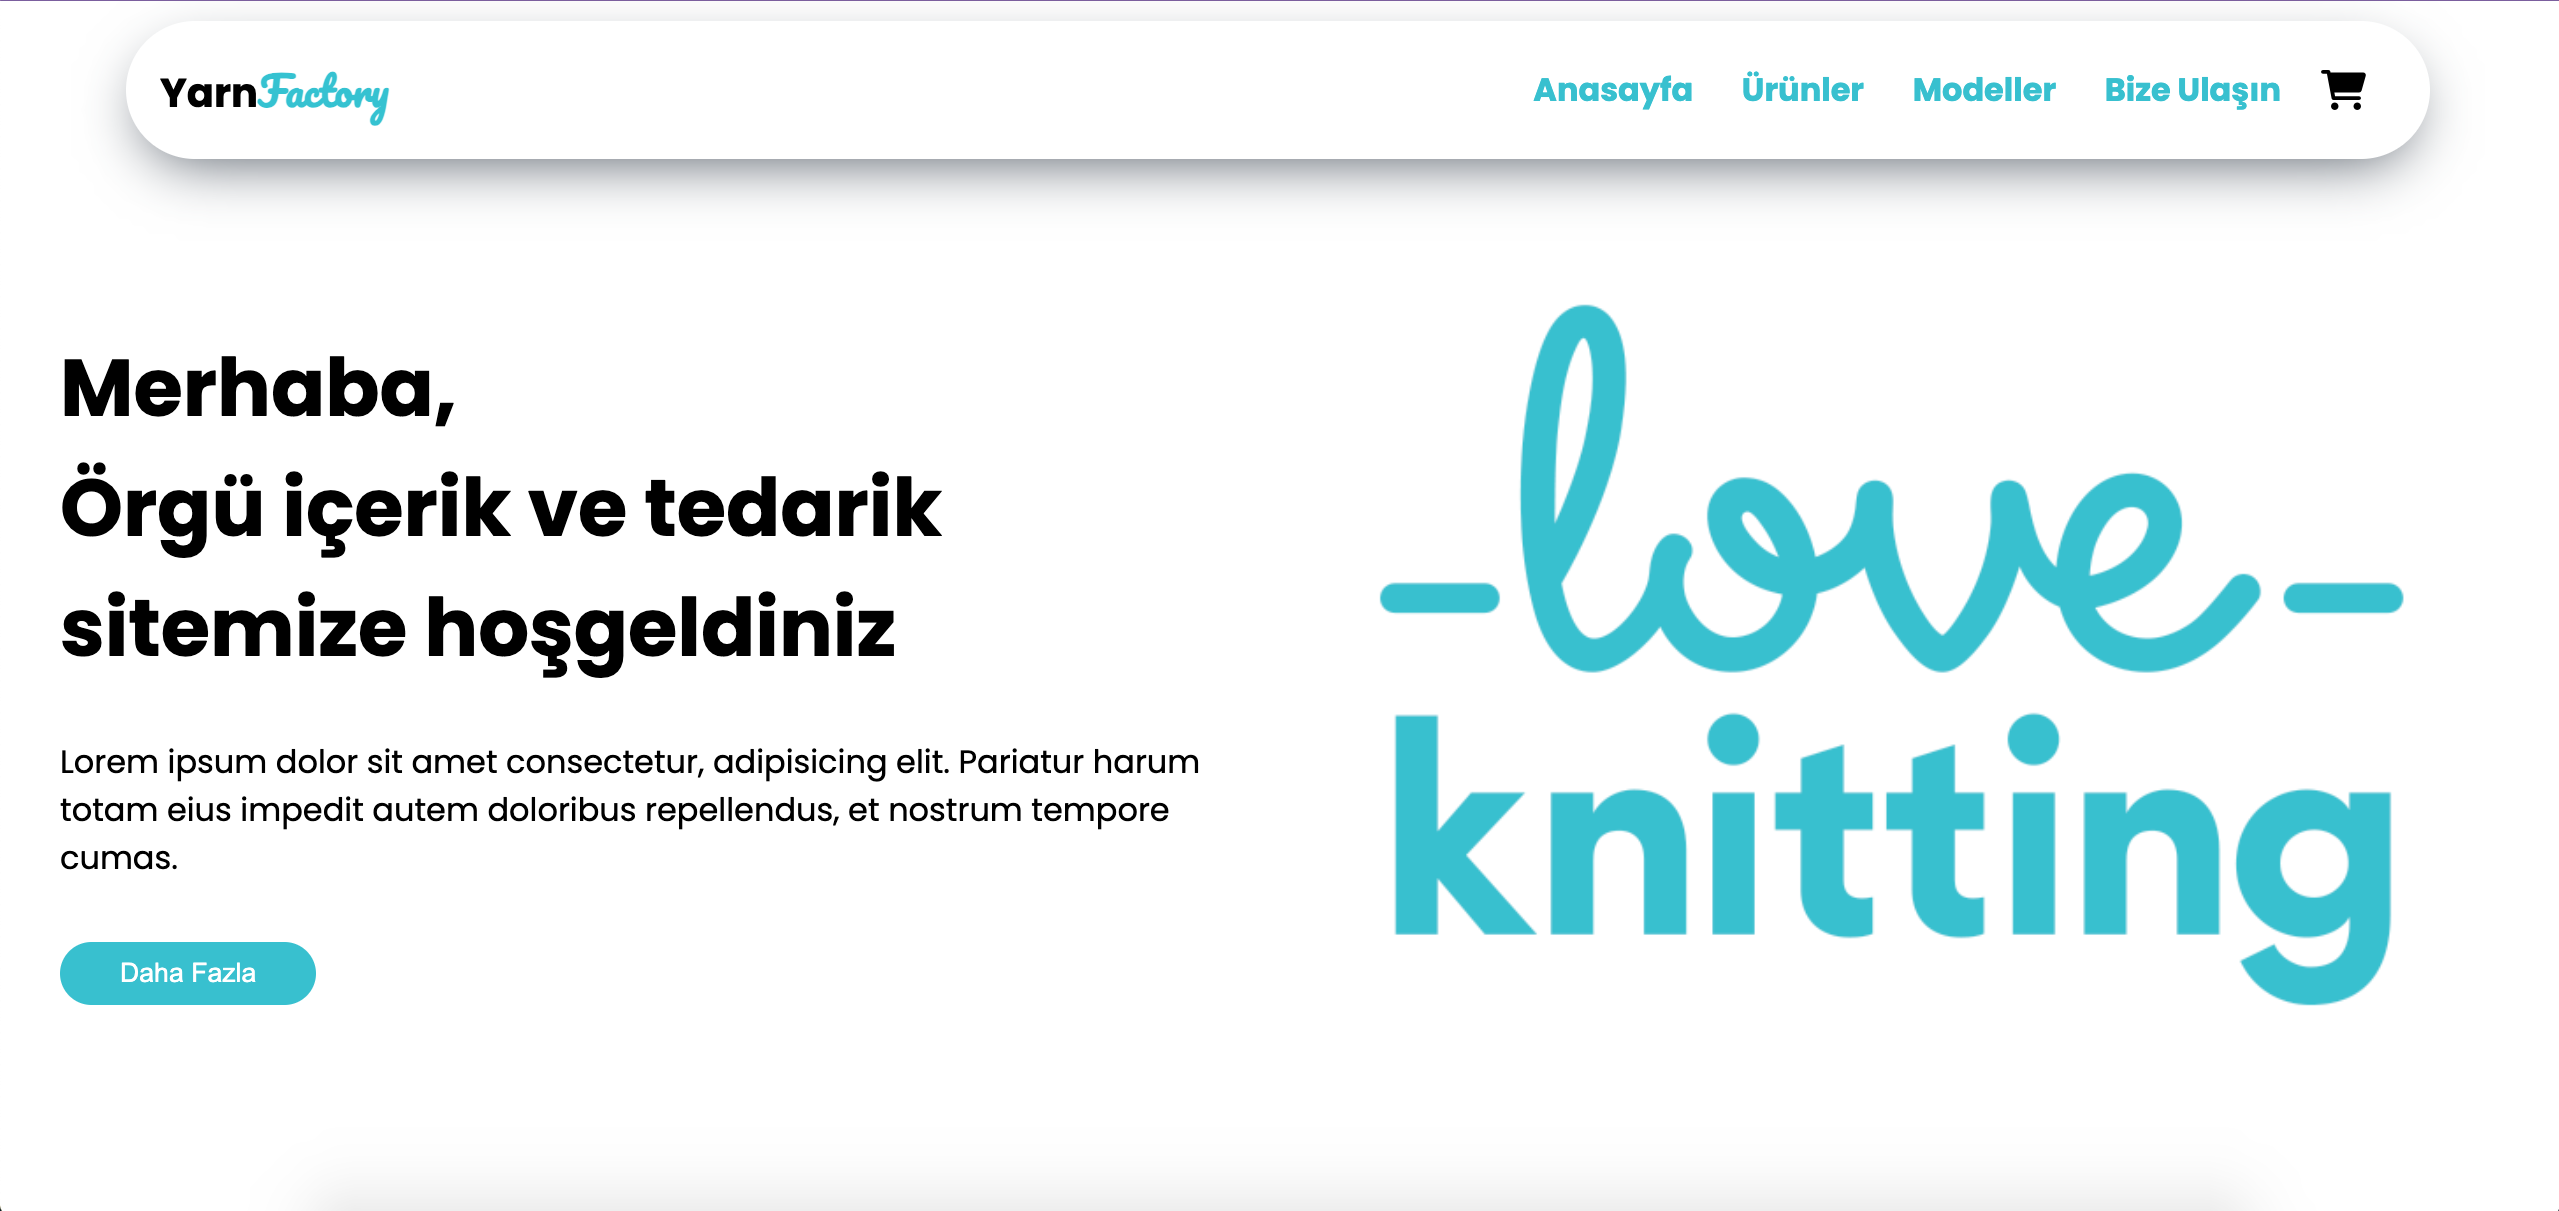 YarnFactory
Anasayfa Ürünler Modeller Bize Ulaşın
Merhaba,
Örgü içerik ve tedarik
sitemize hoşgeldiniz
Lorem ipsum dolor sit amet consectetur, adipisicing elit. Pariatur harum
totam eius impedit autem doloribus repellendus, et nostrum tempore
cumas.
Daha Fazla
-love-
knitting